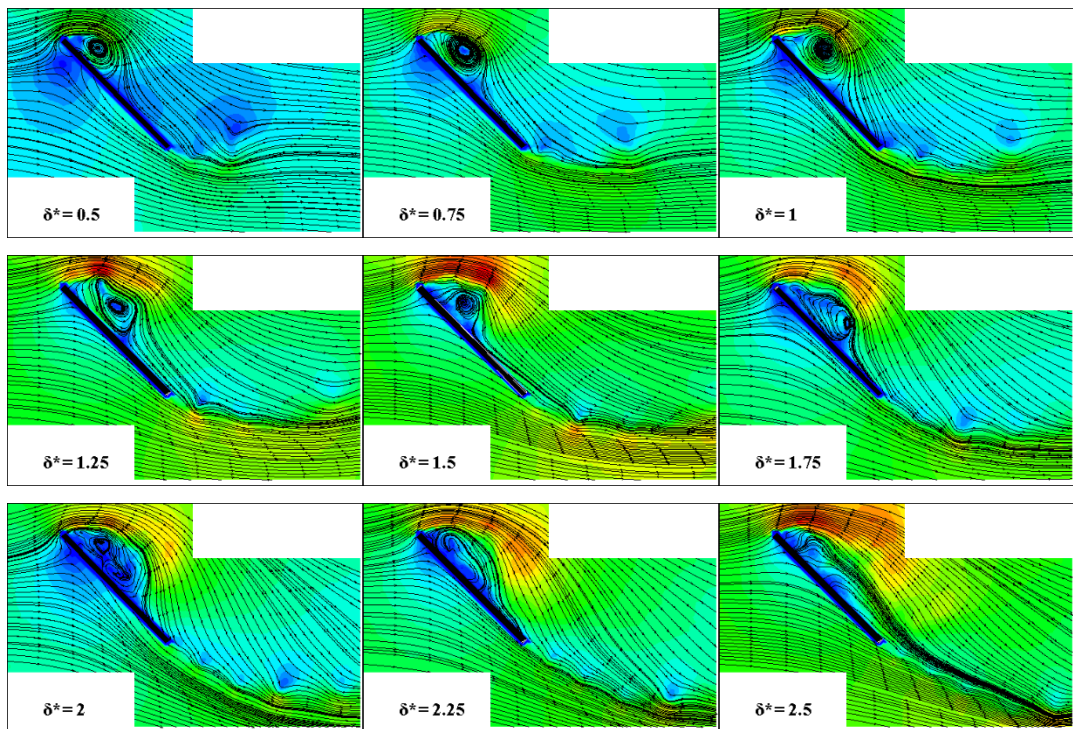 δ* = 0.5
δ* = 0.75
δ* = 1
δ* = 1.25
δ* = 1.5
δ* = 1.75
δ* = 2
δ* = 2.25
δ* = 2.5